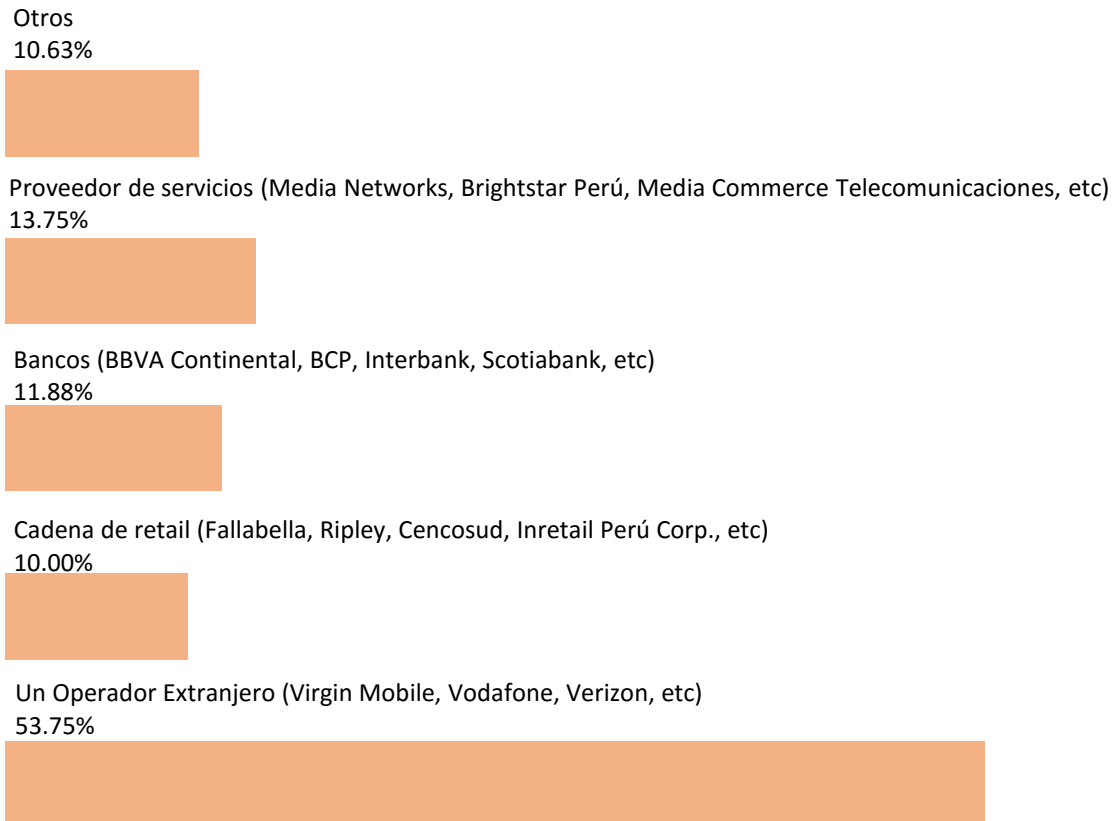 Otros
10.63%
Proveedor de servicios (Media Networks, Brightstar Perú, Media Commerce Telecomunicaciones, etc)
13.75%
Bancos (BBVA Continental, BCP, Interbank, Scotiabank, etc)
11.88%
Cadena de retail (Fallabella, Ripley, Cencosud, Inretail Perú Corp., etc)
10.00%
Un Operador Extranjero (Virgin Mobile, Vodafone, Verizon, etc)
53.75%